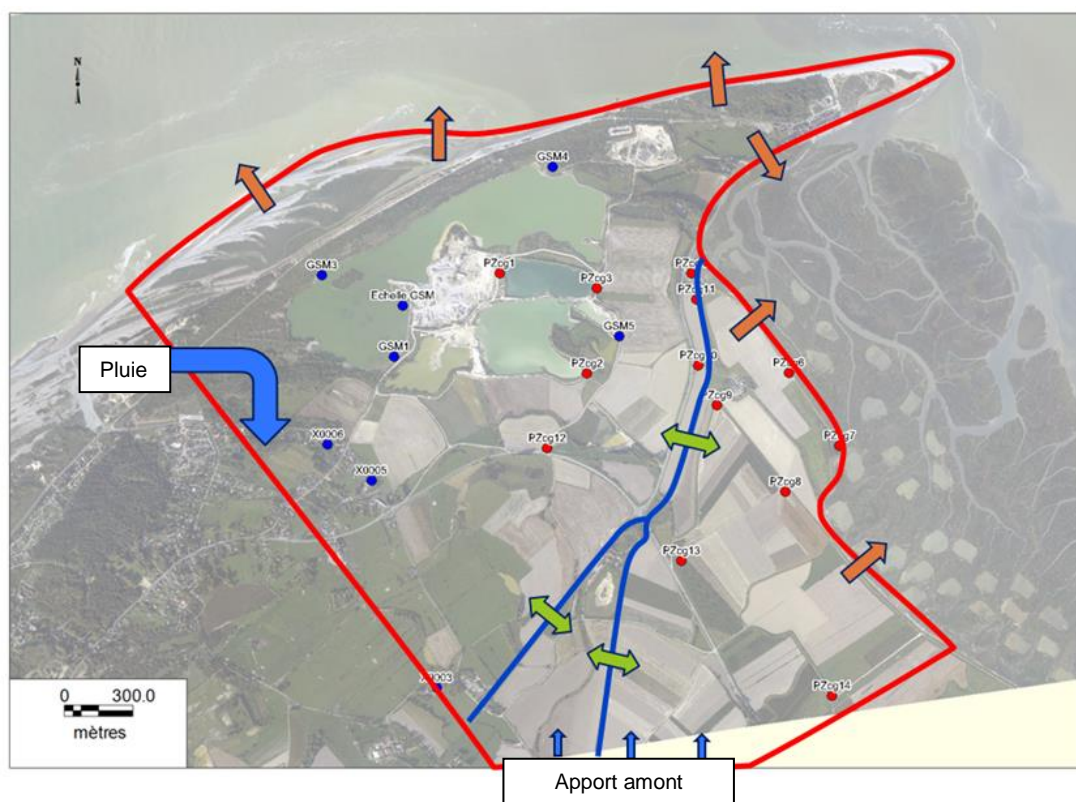 N
GSM4
GSM3
PZcg1
PZcg3
Echelle GSM
PZcg11
GSM5
GSM1
Pluie
PZcg2
PZcg6
PZcg9
X0006
PZcg12
PZcg7
X0005
PZcg8
PZcg13
PZcg14
0 300.0
mètres
Apport amont